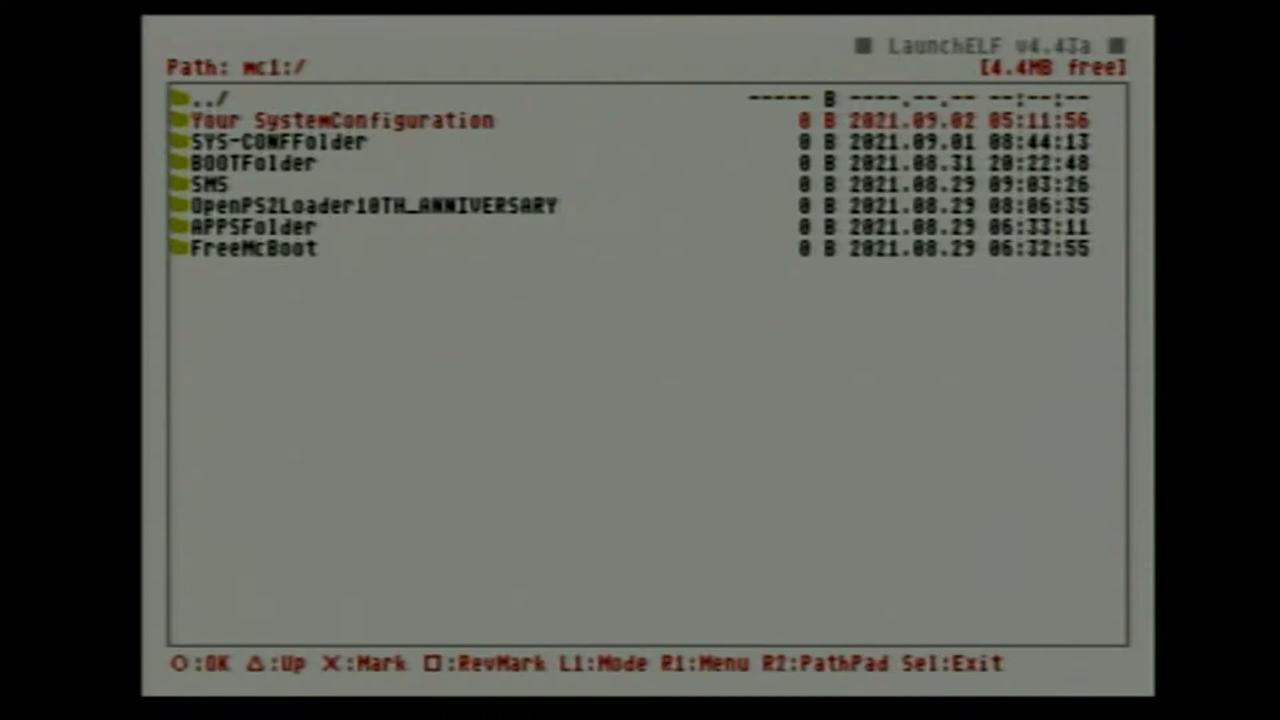 ■ LaunchELF v4.43a ■
Path: mc1:/ [4.4MB free]
../ ----- B ----.--.-- --:--:--
Your SystemConfiguration 0 B 2021.09.02 05:11:56
SYS-CONFFolder 0 B 2021.09.01 08:44:13
BOOTFolder 0 B 2021.08.31 20:22:48
SMS 0 B 2021.08.29 09:03:26
OpenPS2Loader10TH_ANNIVERSARY 0 B 2021.08.29 08:06:35
APPSFolder 0 B 2021.08.29 06:33:11
FreeMcBoot 0 B 2021.08.29 06:32:55
O:OK △:Up X:Mark □:RevMark L1:Mode R1:Menu R2:PathPad Sel:Exit